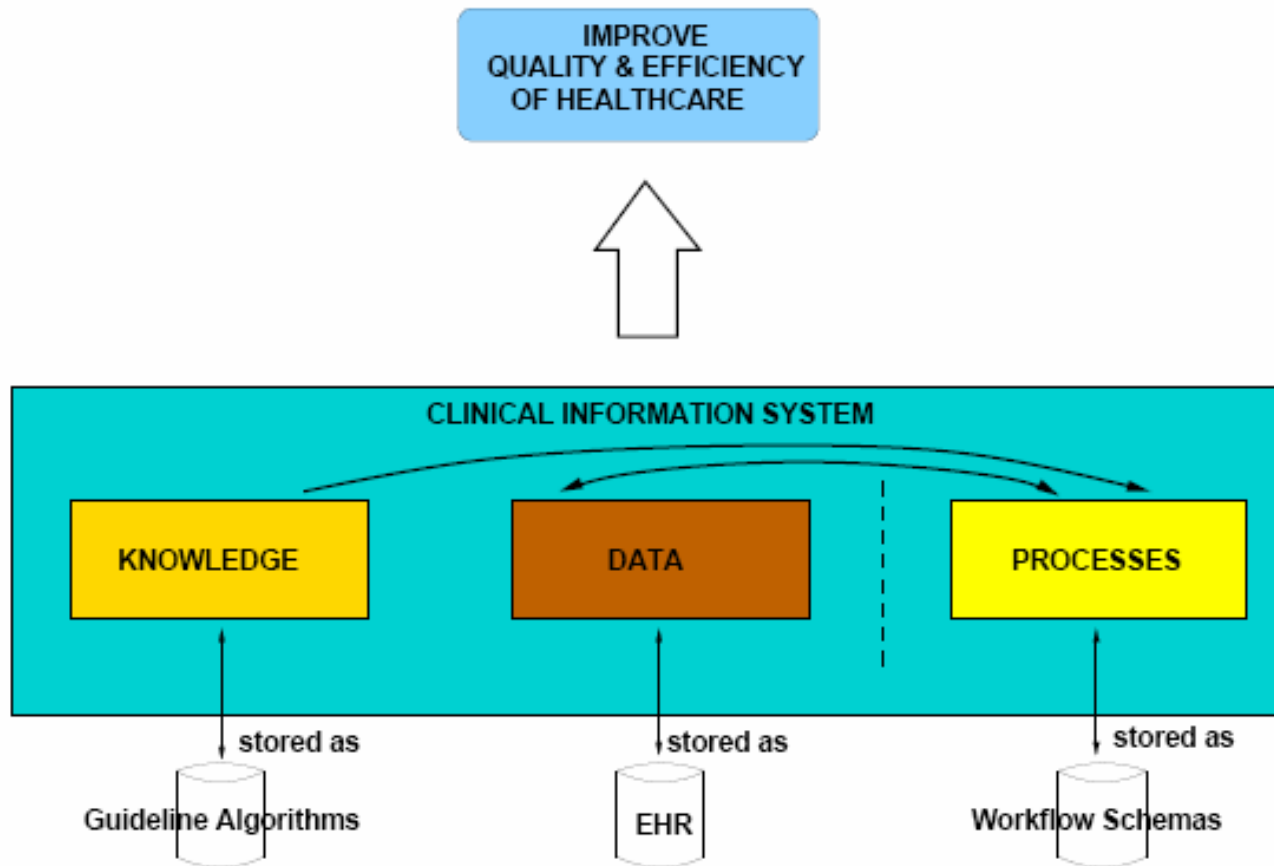 IMPROVE
QUALITY & EFFICIENCY
OF HEALTHCARE
CLINICAL INFORMATION SYSTEM
KNOWLEDGE
DATA
PROCESSES
stored as
stored as
stored as
Guideline Algorithms
EHR
Workflow Schemas